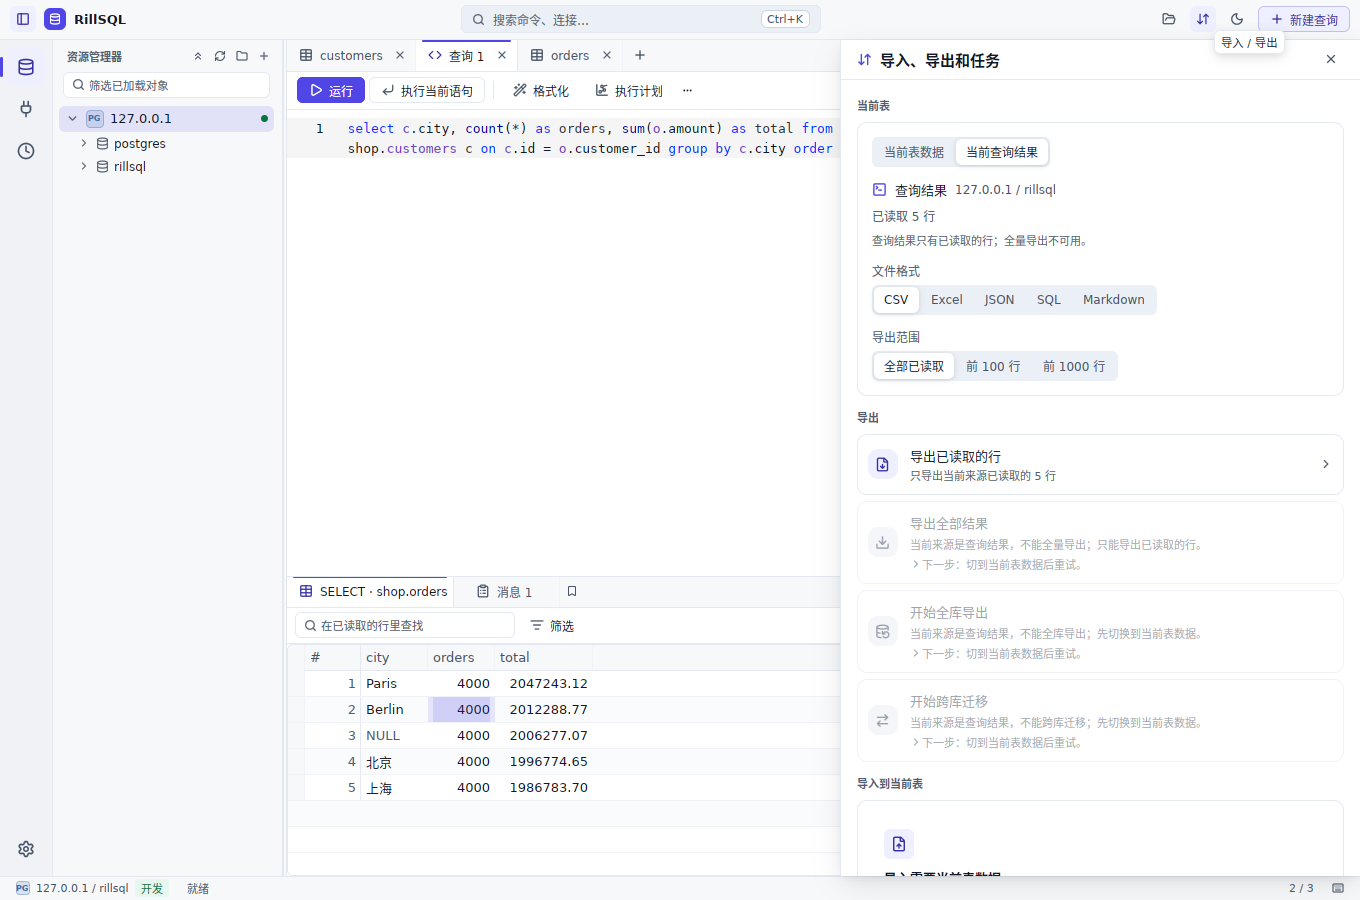 RillSQL
搜索命令、连接...
Ctrl+K
新建查询
导入 / 导出
资源管理器
筛选已加载对象
PG 127.0.0.1
postgres
rillsql
customers
查询 1
orders
运行
执行当前语句
格式化
执行计划
1 select c.city, count(*) as orders, sum(o.amount) as total from
shop.customers c on c.id = o.customer_id group by c.city order
SELECT · shop.orders
消息 1
在已读取的行里查找
筛选
# city orders total
1 Paris 4000 2047243.12
2 Berlin 4000 2012288.77
3 NULL 4000 2006277.07
4 北京 4000 1996774.65
5 上海 4000 1986783.70
导入、导出和任务
当前表
当前表数据 当前查询结果
查询结果 127.0.0.1 / rillsql
已读取 5 行
查询结果只有已读取的行；全量导出不可用。
文件格式
CSV Excel JSON SQL Markdown
导出范围
全部已读取 前 100 行 前 1000 行
导出
导出已读取的行
只导出当前来源已读取的 5 行
导出全部结果
当前来源是查询结果，不能全量导出；只能导出已读取的行。
下一步：切到当前表数据后重试。
开始全库导出
当前来源是查询结果，不能全库导出；先切换到当前表数据。
下一步：切到当前表数据后重试。
开始跨库迁移
当前来源是查询结果，不能跨库迁移；先切换到当前表数据。
下一步：切到当前表数据后重试。
导入到当前表
导入需要当前表数据
PG 127.0.0.1 / rillsql 开发 就绪
2 / 3